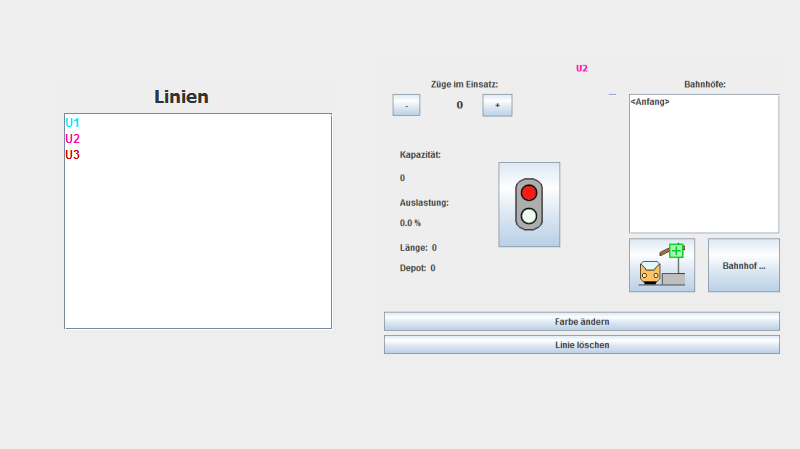 Linien
U1
U2
U3
U2
Züge im Einsatz:
- 0 +
Kapazität:
0
Auslastung:
0.0 %
Länge: 0
Depot: 0
Bahnhöfe:
<Anfang>
Bahnhof ...
Farbe ändern
Linie löschen